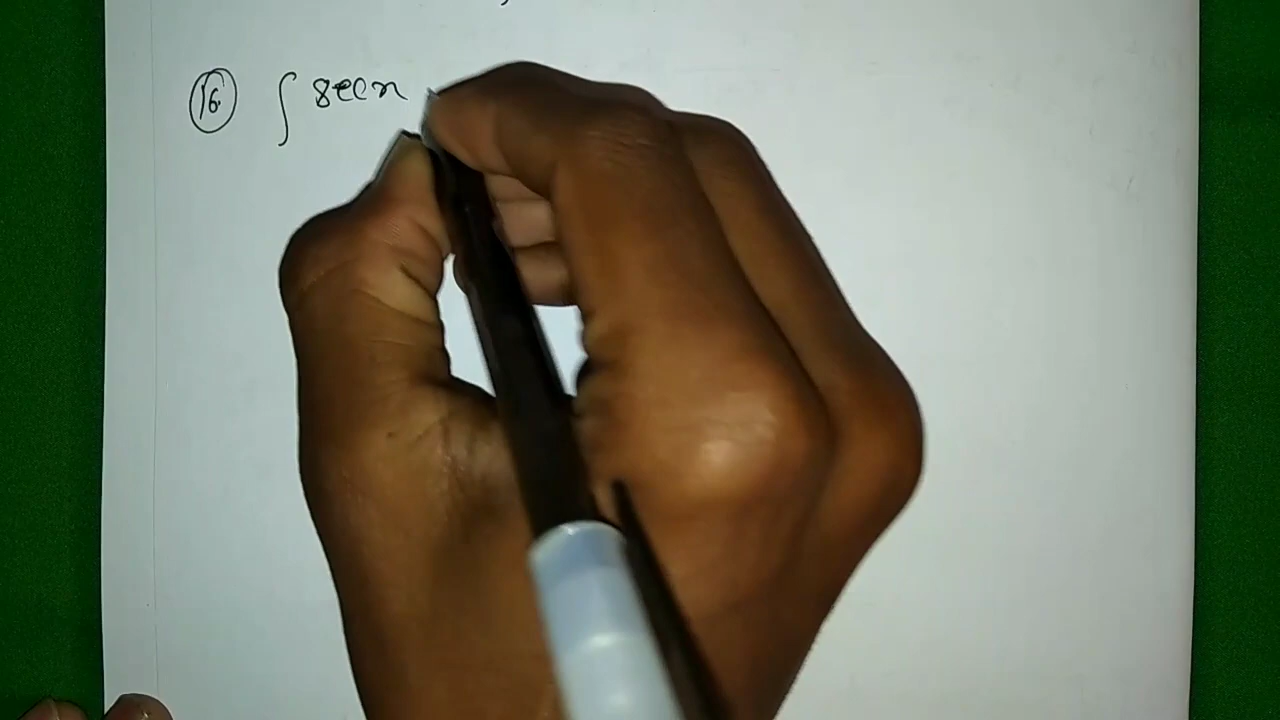 (16) ∫ secx